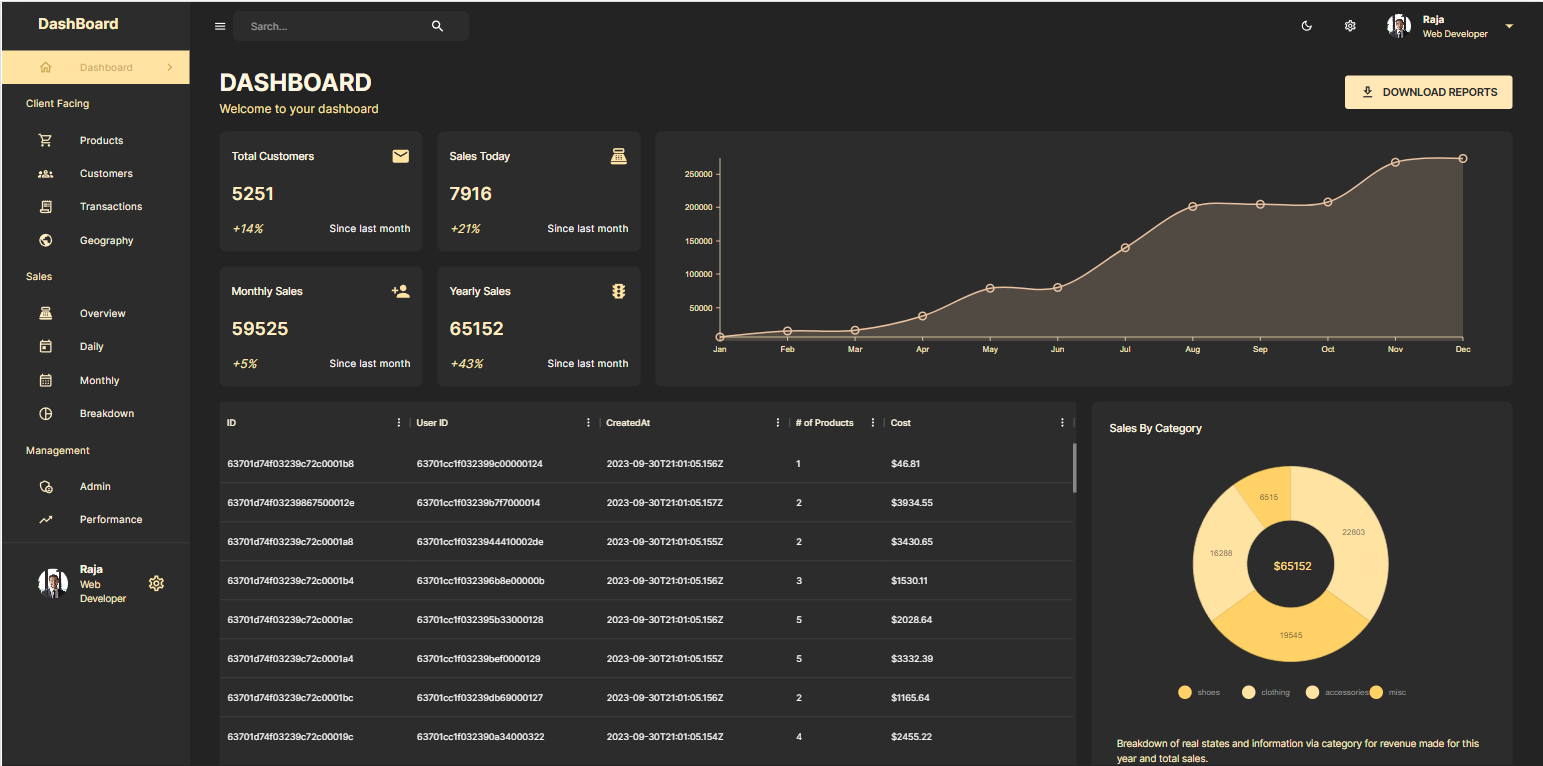 DashBoard
Dashboard
Client Facing
Products
Customers
Transactions
Geography
Sales
Overview
Daily
Monthly
Breakdown
Management
Admin
Performance
Raja
Web
Developer
Sarch...
Raja
Web Developer
DASHBOARD
Welcome to your dashboard
DOWNLOAD REPORTS
Total Customers
5251
+14% Since last month
Sales Today
7916
+21% Since last month
Monthly Sales
59525
+5% Since last month
Yearly Sales
65152
+43% Since last month
250000
200000
150000
100000
50000
Jan Feb Mar Apr May Jun Jul Aug Sep Oct Nov Dec
ID User ID CreatedAt # of Products Cost
63701d74f03239c72c0001b8 63701cc1f032399c00000124 2023-09-30T21:01:05.156Z 1 $46.81
63701d74f03239867500012e 63701cc1f03239b7f7000014 2023-09-30T21:01:05.157Z 2 $3934.55
63701d74f03239c72c0001a8 63701cc1f0323944410002de 2023-09-30T21:01:05.155Z 2 $3430.65
63701d74f03239c72c0001b4 63701cc1f032396b8e00000b 2023-09-30T21:01:05.156Z 3 $1530.11
63701d74f03239c72c0001ac 63701cc1f032395b33000128 2023-09-30T21:01:05.156Z 5 $2028.64
63701d74f03239c72c0001a4 63701cc1f03239bef0000129 2023-09-30T21:01:05.155Z 5 $3332.39
63701d74f03239c72c0001bc 63701cc1f03239db69000127 2023-09-30T21:01:05.156Z 2 $1165.64
63701d74f03239c72c00019c 63701cc1f032390a34000322 2023-09-30T21:01:05.154Z 4 $2455.22
Sales By Category
6515
22803
16288
$65152
19545
shoes clothing accessories misc
Breakdown of real states and information via category for revenue made for this
year and total sales.